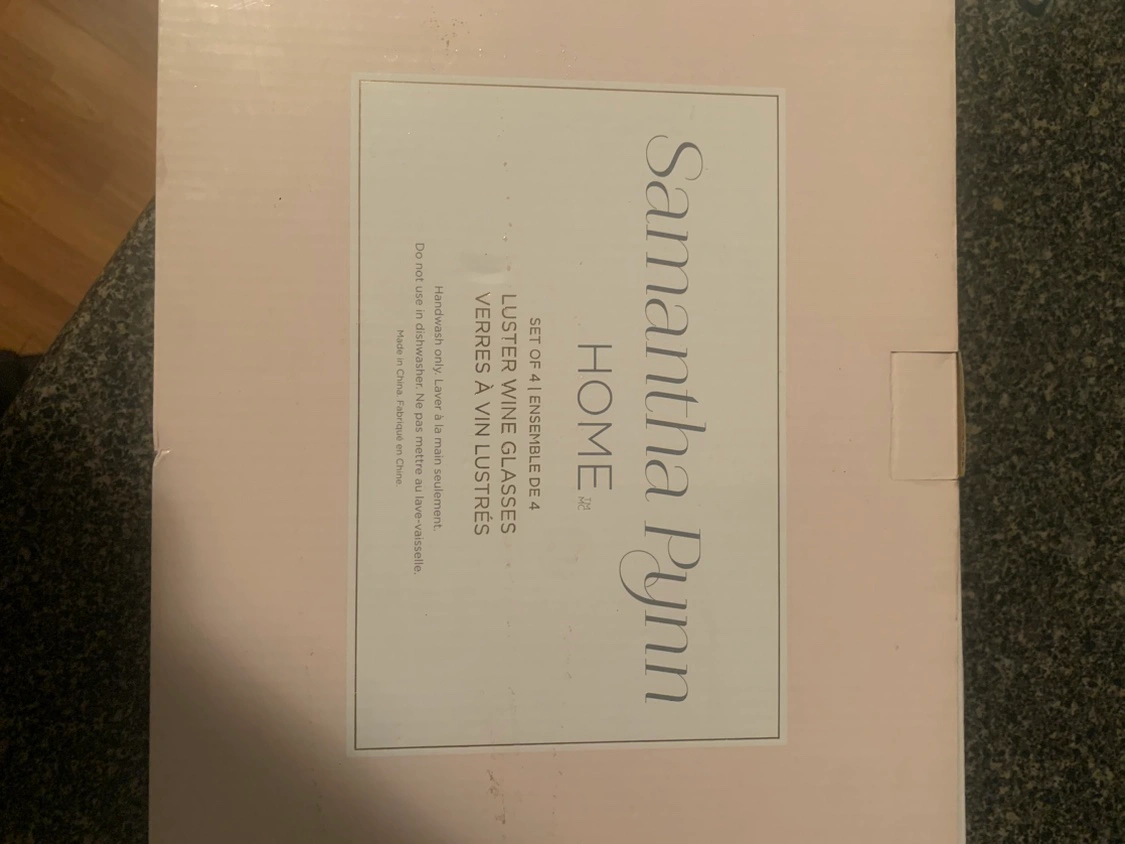 Samantha Pynn
HOME TM MC
SET OF 4 | ENSEMBLE DE 4
LUSTER WINE GLASSES
VERRES À VIN LUSTRÉS
Handwash only. Laver à la main seulement.
Do not use in dishwasher. Ne pas mettre au lave-vaisselle.
Made in China. Fabriqué en Chine.